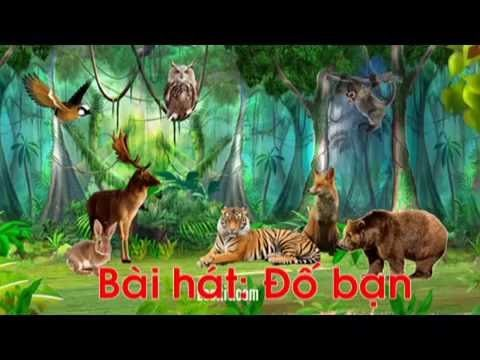 Bài hát: Đố bạn